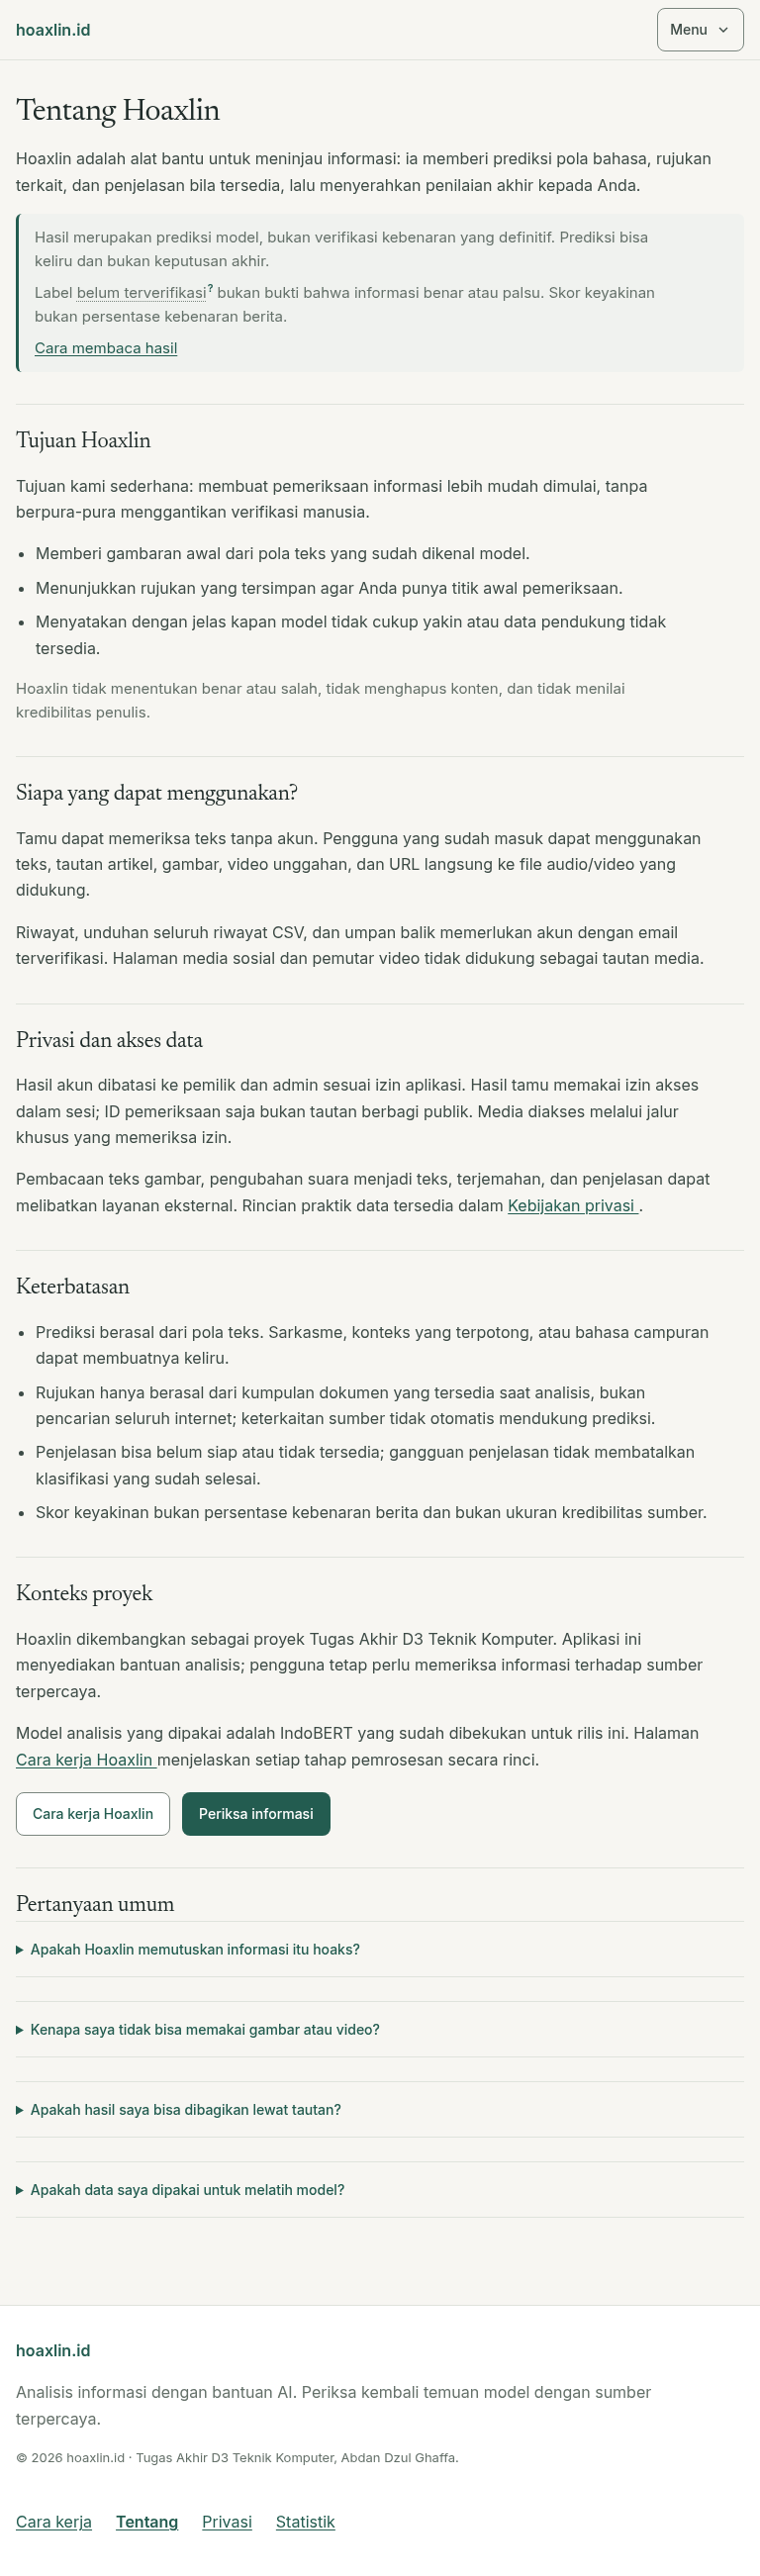 hoaxlin.id
Menu
Tentang Hoaxlin
Hoaxlin adalah alat bantu untuk meninjau informasi: ia memberi prediksi pola bahasa, rujukan
terkait, dan penjelasan bila tersedia, lalu menyerahkan penilaian akhir kepada Anda.
Hasil merupakan prediksi model, bukan verifikasi kebenaran yang definitif. Prediksi bisa
keliru dan bukan keputusan akhir.
Label belum terverifikasi? bukan bukti bahwa informasi benar atau palsu. Skor keyakinan
bukan persentase kebenaran berita.
Cara membaca hasil
Tujuan Hoaxlin
Tujuan kami sederhana: membuat pemeriksaan informasi lebih mudah dimulai, tanpa
berpura-pura menggantikan verifikasi manusia.
• Memberi gambaran awal dari pola teks yang sudah dikenal model.
• Menunjukkan rujukan yang tersimpan agar Anda punya titik awal pemeriksaan.
• Menyatakan dengan jelas kapan model tidak cukup yakin atau data pendukung tidak
tersedia.
Hoaxlin tidak menentukan benar atau salah, tidak menghapus konten, dan tidak menilai
kredibilitas penulis.
Siapa yang dapat menggunakan?
Tamu dapat memeriksa teks tanpa akun. Pengguna yang sudah masuk dapat menggunakan
teks, tautan artikel, gambar, video unggahan, dan URL langsung ke file audio/video yang
didukung.
Riwayat, unduhan seluruh riwayat CSV, dan umpan balik memerlukan akun dengan email
terverifikasi. Halaman media sosial dan pemutar video tidak didukung sebagai tautan media.
Privasi dan akses data
Hasil akun dibatasi ke pemilik dan admin sesuai izin aplikasi. Hasil tamu memakai izin akses
dalam sesi; ID pemeriksaan saja bukan tautan berbagi publik. Media diakses melalui jalur
khusus yang memeriksa izin.
Pembacaan teks gambar, pengubahan suara menjadi teks, terjemahan, dan penjelasan dapat
melibatkan layanan eksternal. Rincian praktik data tersedia dalam Kebijakan privasi .
Keterbatasan
• Prediksi berasal dari pola teks. Sarkasme, konteks yang terpotong, atau bahasa campuran
dapat membuatnya keliru.
• Rujukan hanya berasal dari kumpulan dokumen yang tersedia saat analisis, bukan
pencarian seluruh internet; keterkaitan sumber tidak otomatis mendukung prediksi.
• Penjelasan bisa belum siap atau tidak tersedia; gangguan penjelasan tidak membatalkan
klasifikasi yang sudah selesai.
• Skor keyakinan bukan persentase kebenaran berita dan bukan ukuran kredibilitas sumber.
Konteks proyek
Hoaxlin dikembangkan sebagai proyek Tugas Akhir D3 Teknik Komputer. Aplikasi ini
menyediakan bantuan analisis; pengguna tetap perlu memeriksa informasi terhadap sumber
terpercaya.
Model analisis yang dipakai adalah IndoBERT yang sudah dibekukan untuk rilis ini. Halaman
Cara kerja Hoaxlin menjelaskan setiap tahap pemrosesan secara rinci.
Cara kerja Hoaxlin
Periksa informasi
Pertanyaan umum
Apakah Hoaxlin memutuskan informasi itu hoaks?
Kenapa saya tidak bisa memakai gambar atau video?
Apakah hasil saya bisa dibagikan lewat tautan?
Apakah data saya dipakai untuk melatih model?
hoaxlin.id
Analisis informasi dengan bantuan AI. Periksa kembali temuan model dengan sumber
terpercaya.
© 2026 hoaxlin.id · Tugas Akhir D3 Teknik Komputer, Abdan Dzul Ghaffa.
Cara kerja Tentang Privasi Statistik